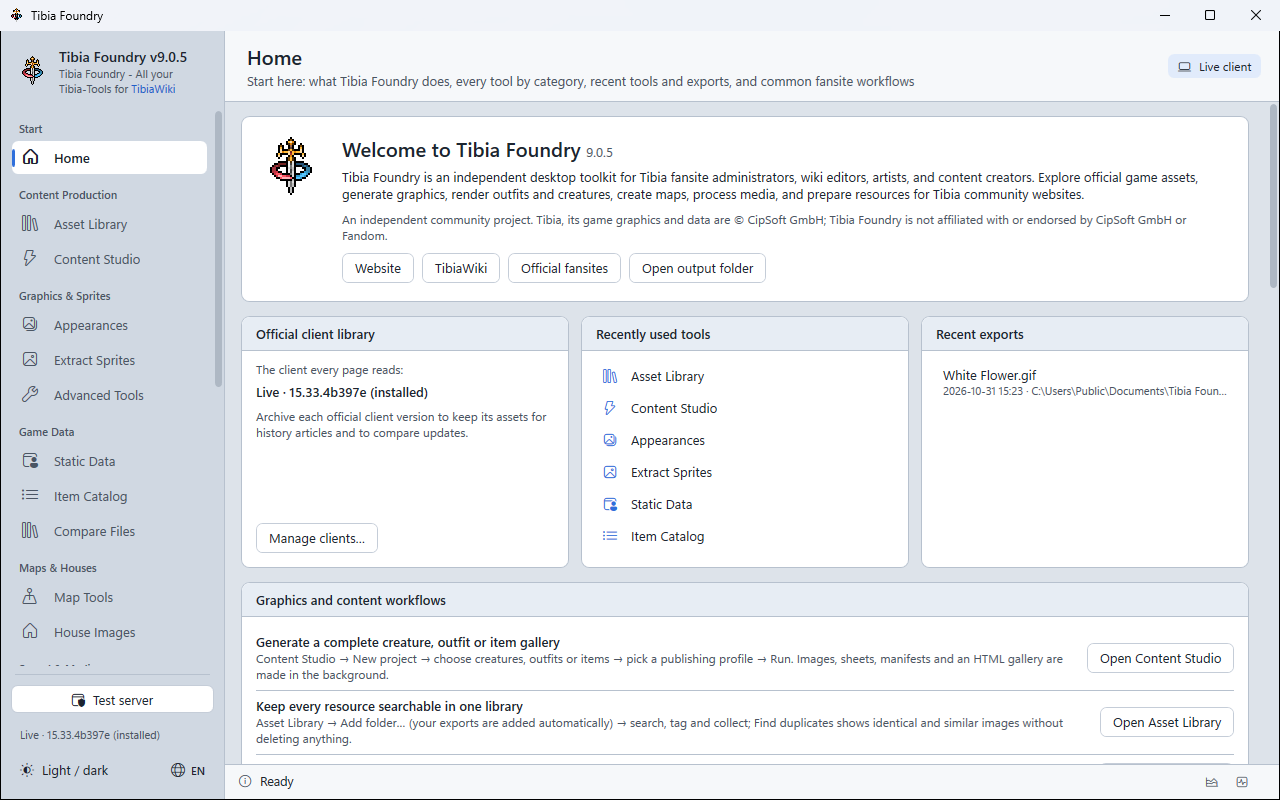 Tibia Foundry
Tibia Foundry v9.0.5
Tibia Foundry - All your
Tibia-Tools for TibiaWiki
Start
Home
Content Production
Asset Library
Content Studio
Graphics & Sprites
Appearances
Extract Sprites
Advanced Tools
Game Data
Static Data
Item Catalog
Compare Files
Maps & Houses
Map Tools
House Images
Test server
Live · 15.33.4b397e (installed)
Light / dark
EN
Home
Start here: what Tibia Foundry does, every tool by category, recent tools and exports, and common fansite workflows
Live client
Welcome to Tibia Foundry 9.0.5
Tibia Foundry is an independent desktop toolkit for Tibia fansite administrators, wiki editors, artists, and content creators. Explore official game assets,
generate graphics, render outfits and creatures, create maps, process media, and prepare resources for Tibia community websites.
An independent community project. Tibia, its game graphics and data are © CipSoft GmbH; Tibia Foundry is not affiliated with or endorsed by CipSoft GmbH or
Fandom.
Website
TibiaWiki
Official fansites
Open output folder
Official client library
The client every page reads:
Live · 15.33.4b397e (installed)
Archive each official client version to keep its assets for
history articles and to compare updates.
Manage clients...
Recently used tools
Asset Library
Content Studio
Appearances
Extract Sprites
Static Data
Item Catalog
Recent exports
White Flower.gif
2026-10-31 15:23 · C:\Users\Public\Documents\Tibia Foun...
Graphics and content workflows
Generate a complete creature, outfit or item gallery
Content Studio → New project → choose creatures, outfits or items → pick a publishing profile → Run. Images, sheets, manifests and an HTML gallery are
made in the background.
Open Content Studio
Keep every resource searchable in one library
Asset Library → Add folder... (your exports are added automatically) → search, tag and collect; Find duplicates shows identical and similar images without
deleting anything.
Open Asset Library
Ready